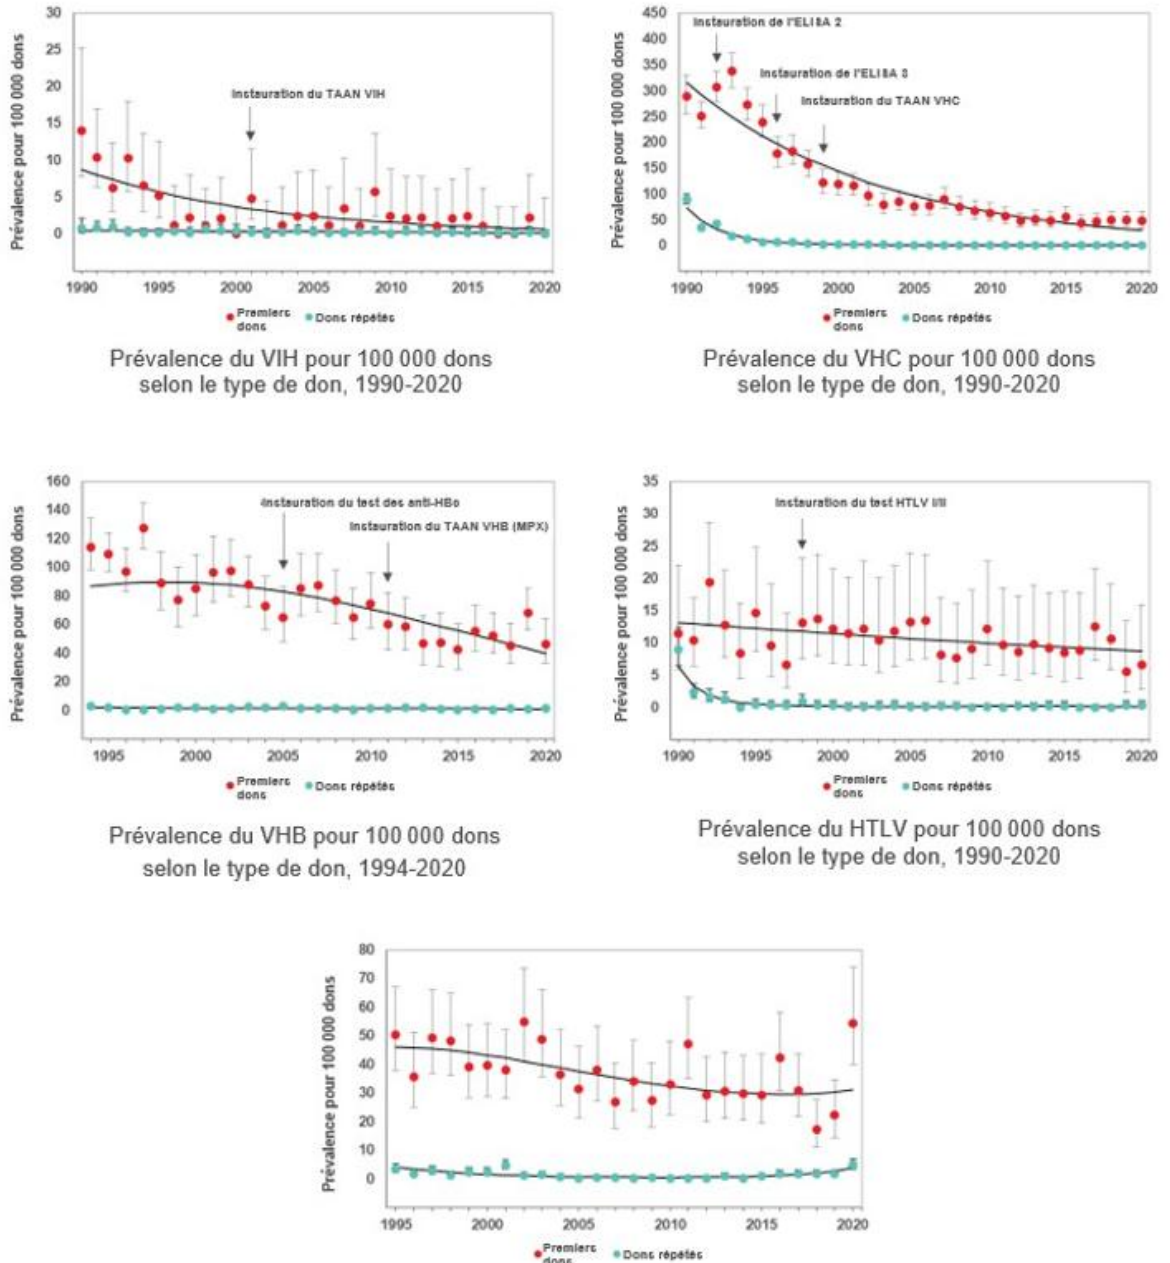 Prévalence pour 100 000 dons
30
25
20
15
10
5
0
Instauration du TAAN VIH
1990 1995 2000 2005 2010 2015 2020
Premiers dons
Dons répétés
Prévalence du VIH pour 100 000 dons
selon le type de don, 1990-2020
Prévalence pour 100 000 dons
450
400
350
300
250
200
150
100
50
0
Instauration de l'ELISA 2
Instauration de l'ELISA 3
Instauration du TAAN VHC
1990 1995 2000 2005 2010 2015 2020
Premiers dons
Dons répétés
Prévalence du VHC pour 100 000 dons
selon le type de don, 1990-2020
Prévalence pour 100 000 dons
160
140
120
100
80
60
40
20
0
Instauration du test des anti-HBc
Instauration du TAAN VHB (MPX)
1995 2000 2005 2010 2015 2020
Premiers dons
Dons répétés
Prévalence du VHB pour 100 000 dons
selon le type de don, 1994-2020
Prévalence pour 100 000 dons
35
30
25
20
15
10
5
0
Instauration du test HTLV I/II
1990 1995 2000 2005 2010 2015 2020
Premiers dons
Dons répétés
Prévalence du HTLV pour 100 000 dons
selon le type de don, 1990-2020
Prévalence pour 100 000 dons
80
70
60
50
40
30
20
10
0
1995 2000 2005 2010 2015 2020
Premiers dons
Dons répétés